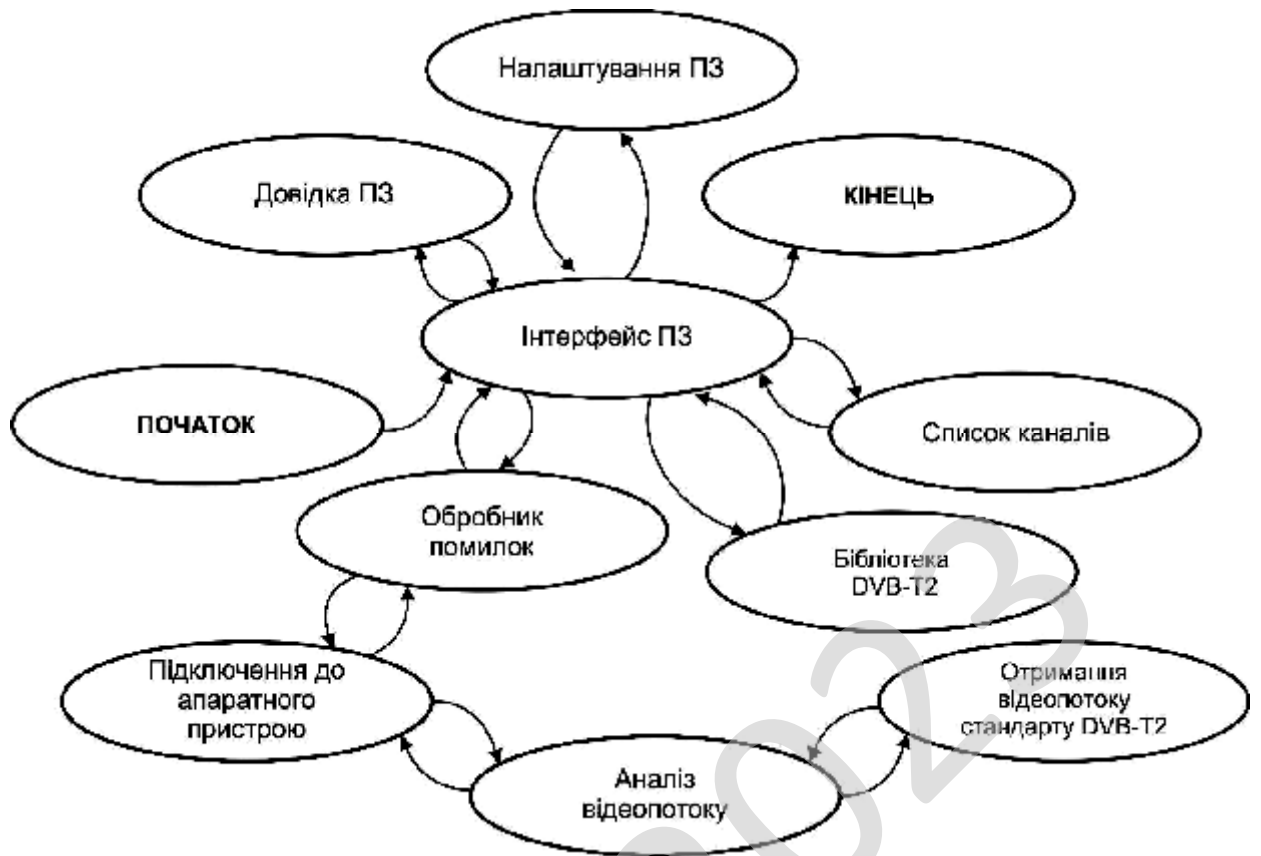 Налаштування ПЗ
Довідка ПЗ
КІНЕЦЬ
Інтерфейс ПЗ
ПОЧАТОК
Список каналів
Обробник
помилок
Бібліотека
DVB-T2
Підключення до
апаратного
пристрою
Отримання
відеопотоку
стандарту DVB-T2
Аналіз
відеопотоку
2023